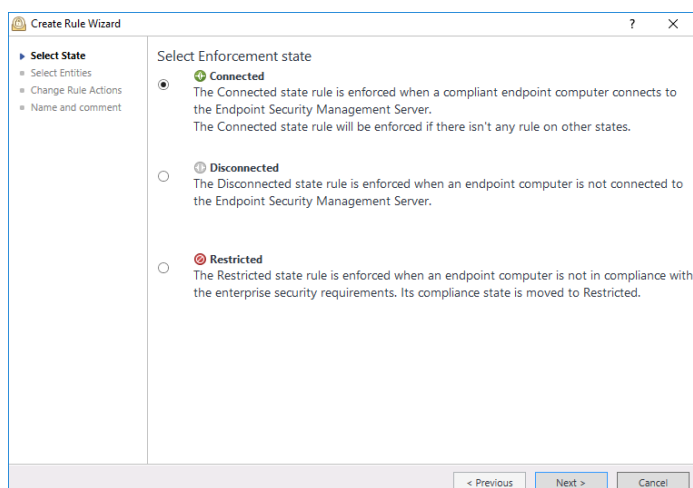 Create Rule Wizard
?
Select State
Select Entities
Change Rule Actions
Name and comment
Select Enforcement state
Connected
The Connected state rule is enforced when a compliant endpoint computer connects to
the Endpoint Security Management Server.
The Connected state rule will be enforced if there isn't any rule on other states.
Disconnected
The Disconnected state rule is enforced when an endpoint computer is not connected to
the Endpoint Security Management Server.
Restricted
The Restricted state rule is enforced when an endpoint computer is not in compliance with
the enterprise security requirements. Its compliance state is moved to Restricted.
< Previous
Next >
Cancel